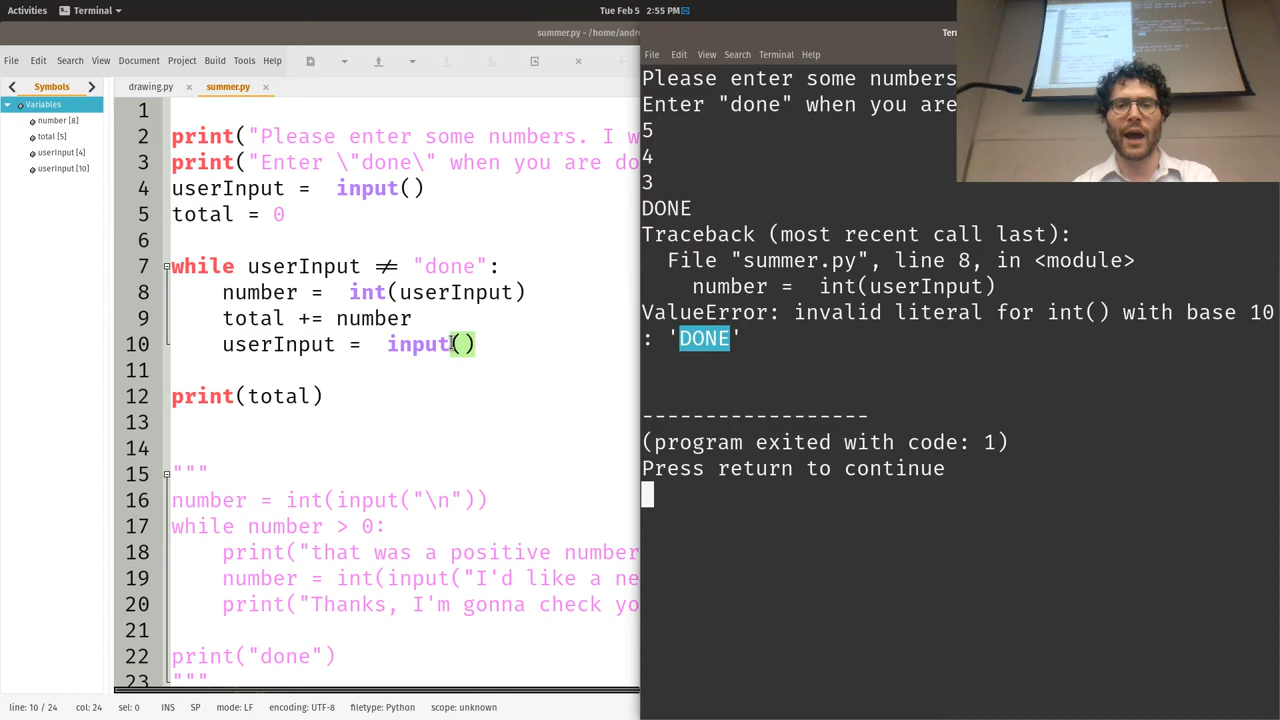 Activities
Terminal
Tue Feb 5 2:55 PM
summer.py - /home/andre
Term
File Edit Search View Document Project Build Tools Help
File Edit View Search Terminal Help
Symbols
drawing.py
summer.py
Variables
number [8]
total [5]
userInput [4]
userInput [10]
1
2 print("Please enter some numbers. I w
3 print("Enter \"done\" when you are do
4 userInput =  input()
5 total = 0
6
7 while userInput ≠ "done":
8     number =  int(userInput)
9     total += number
10     userInput =  input()
11
12 print(total)
13
14
15 """
16 number = int(input("\n"))
17 while number > 0:
18     print("that was a positive number
19     number = int(input("I'd like a ne
20     print("Thanks, I'm gonna check yo
21
22 print("done")
23 """
Please enter some numbers
Enter "done" when you are
5
4
3
DONE
Traceback (most recent call last):
  File "summer.py", line 8, in <module>
    number =  int(userInput)
ValueError: invalid literal for int() with base 10
: 'DONE'
------------------
(program exited with code: 1)
Press return to continue
line: 10 / 24 col: 24 sel: 0 INS SP mode: LF encoding: UTF-8 filetype: Python scope: unknown